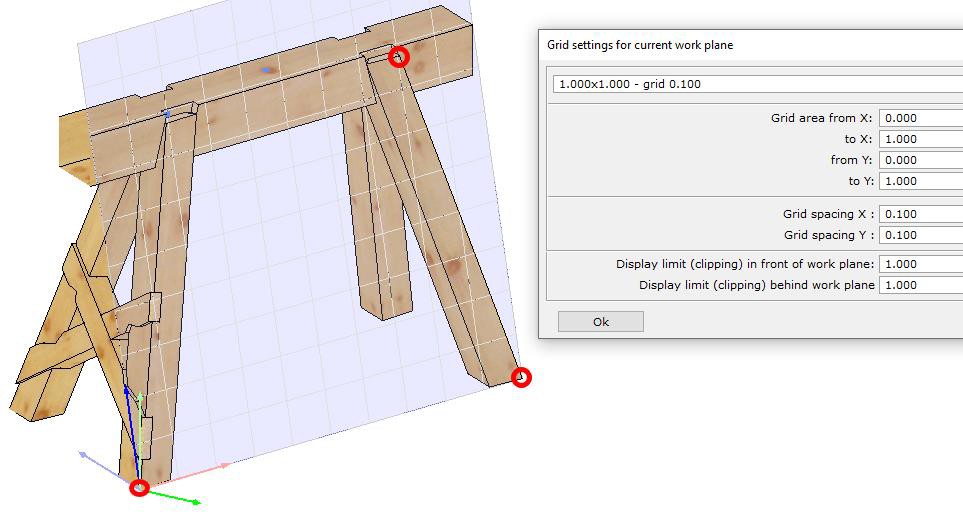 Grid settings for current work plane
1.000x1.000 - grid 0.100
Grid area from X: 0.000
to X: 1.000
from Y: 0.000
to Y: 1.000
Grid spacing X : 0.100
Grid spacing Y : 0.100
Display limit (clipping) in front of work plane: 1.000
Display limit (clipping) behind work plane 1.000
Ok